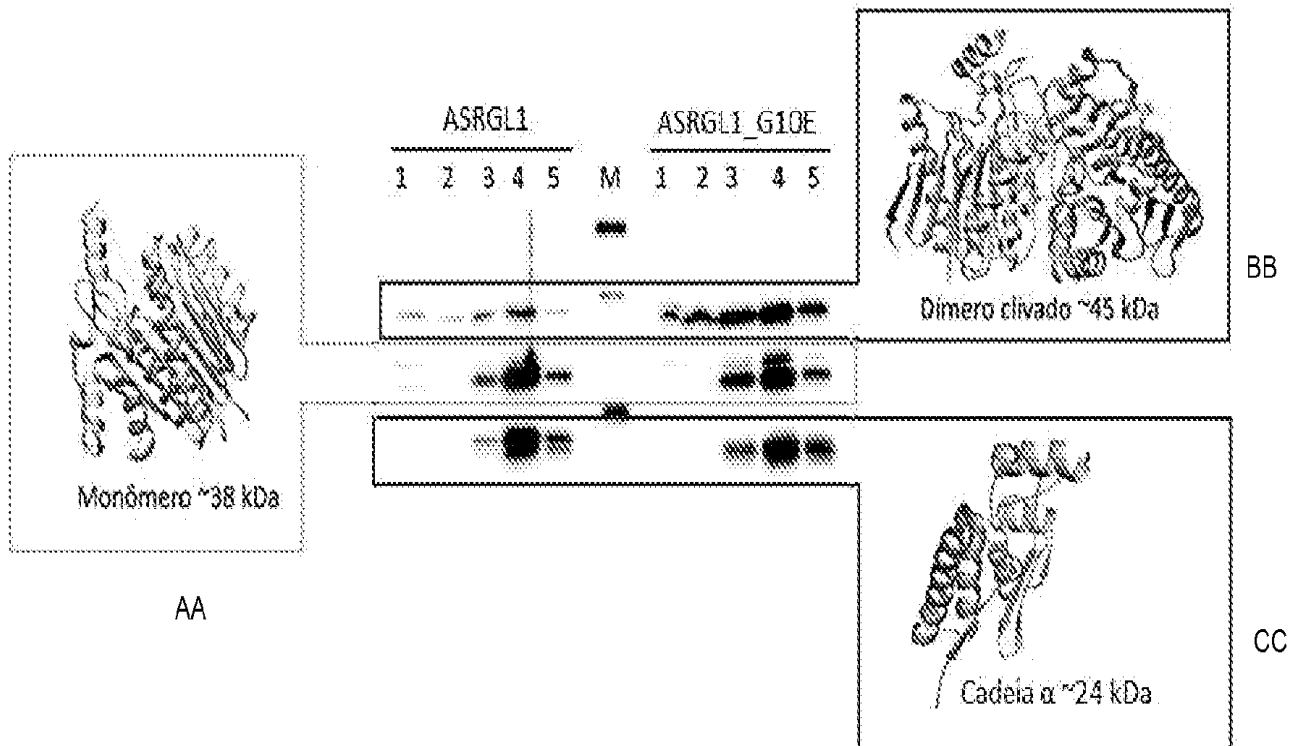 ASRGL1 ASRGL1_G10E
1 2 3 4 5 M 1 2 3 4 5
Dímero clivado ~45 kDa
BB
Monômero ~38 kDa
AA
Cadeia α ~24 kDa
CC